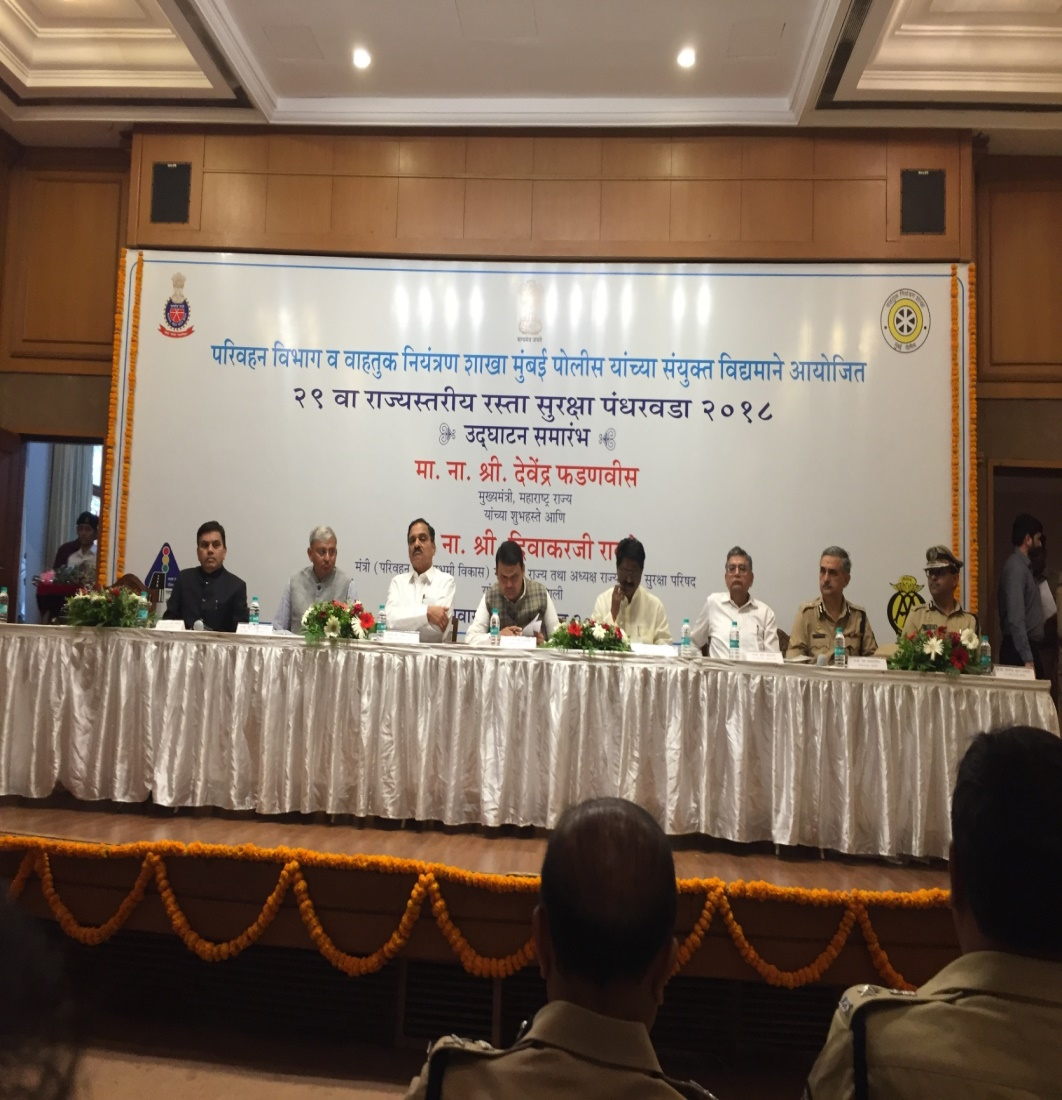 परिवहन विभाग व वाहतुक नियंत्रण शाखा मुंबई पोलीस यांच्या संयुक्त विद्यमाने आयोजित
२९ वा राज्यस्तरीय रस्ता सुरक्षा पंधरवडा २०१८
उद्घाटन समारंभ
मा. ना. श्री. देवेंद्र फडणवीस
मुख्यमंत्री, महाराष्ट्र राज्य
यांच्या शुभहस्ते आणि
ना. श्री. दिवाकरजी
मंत्री (परिवहन राज्य तथा अध्यक्ष सुरक्षा परिषद